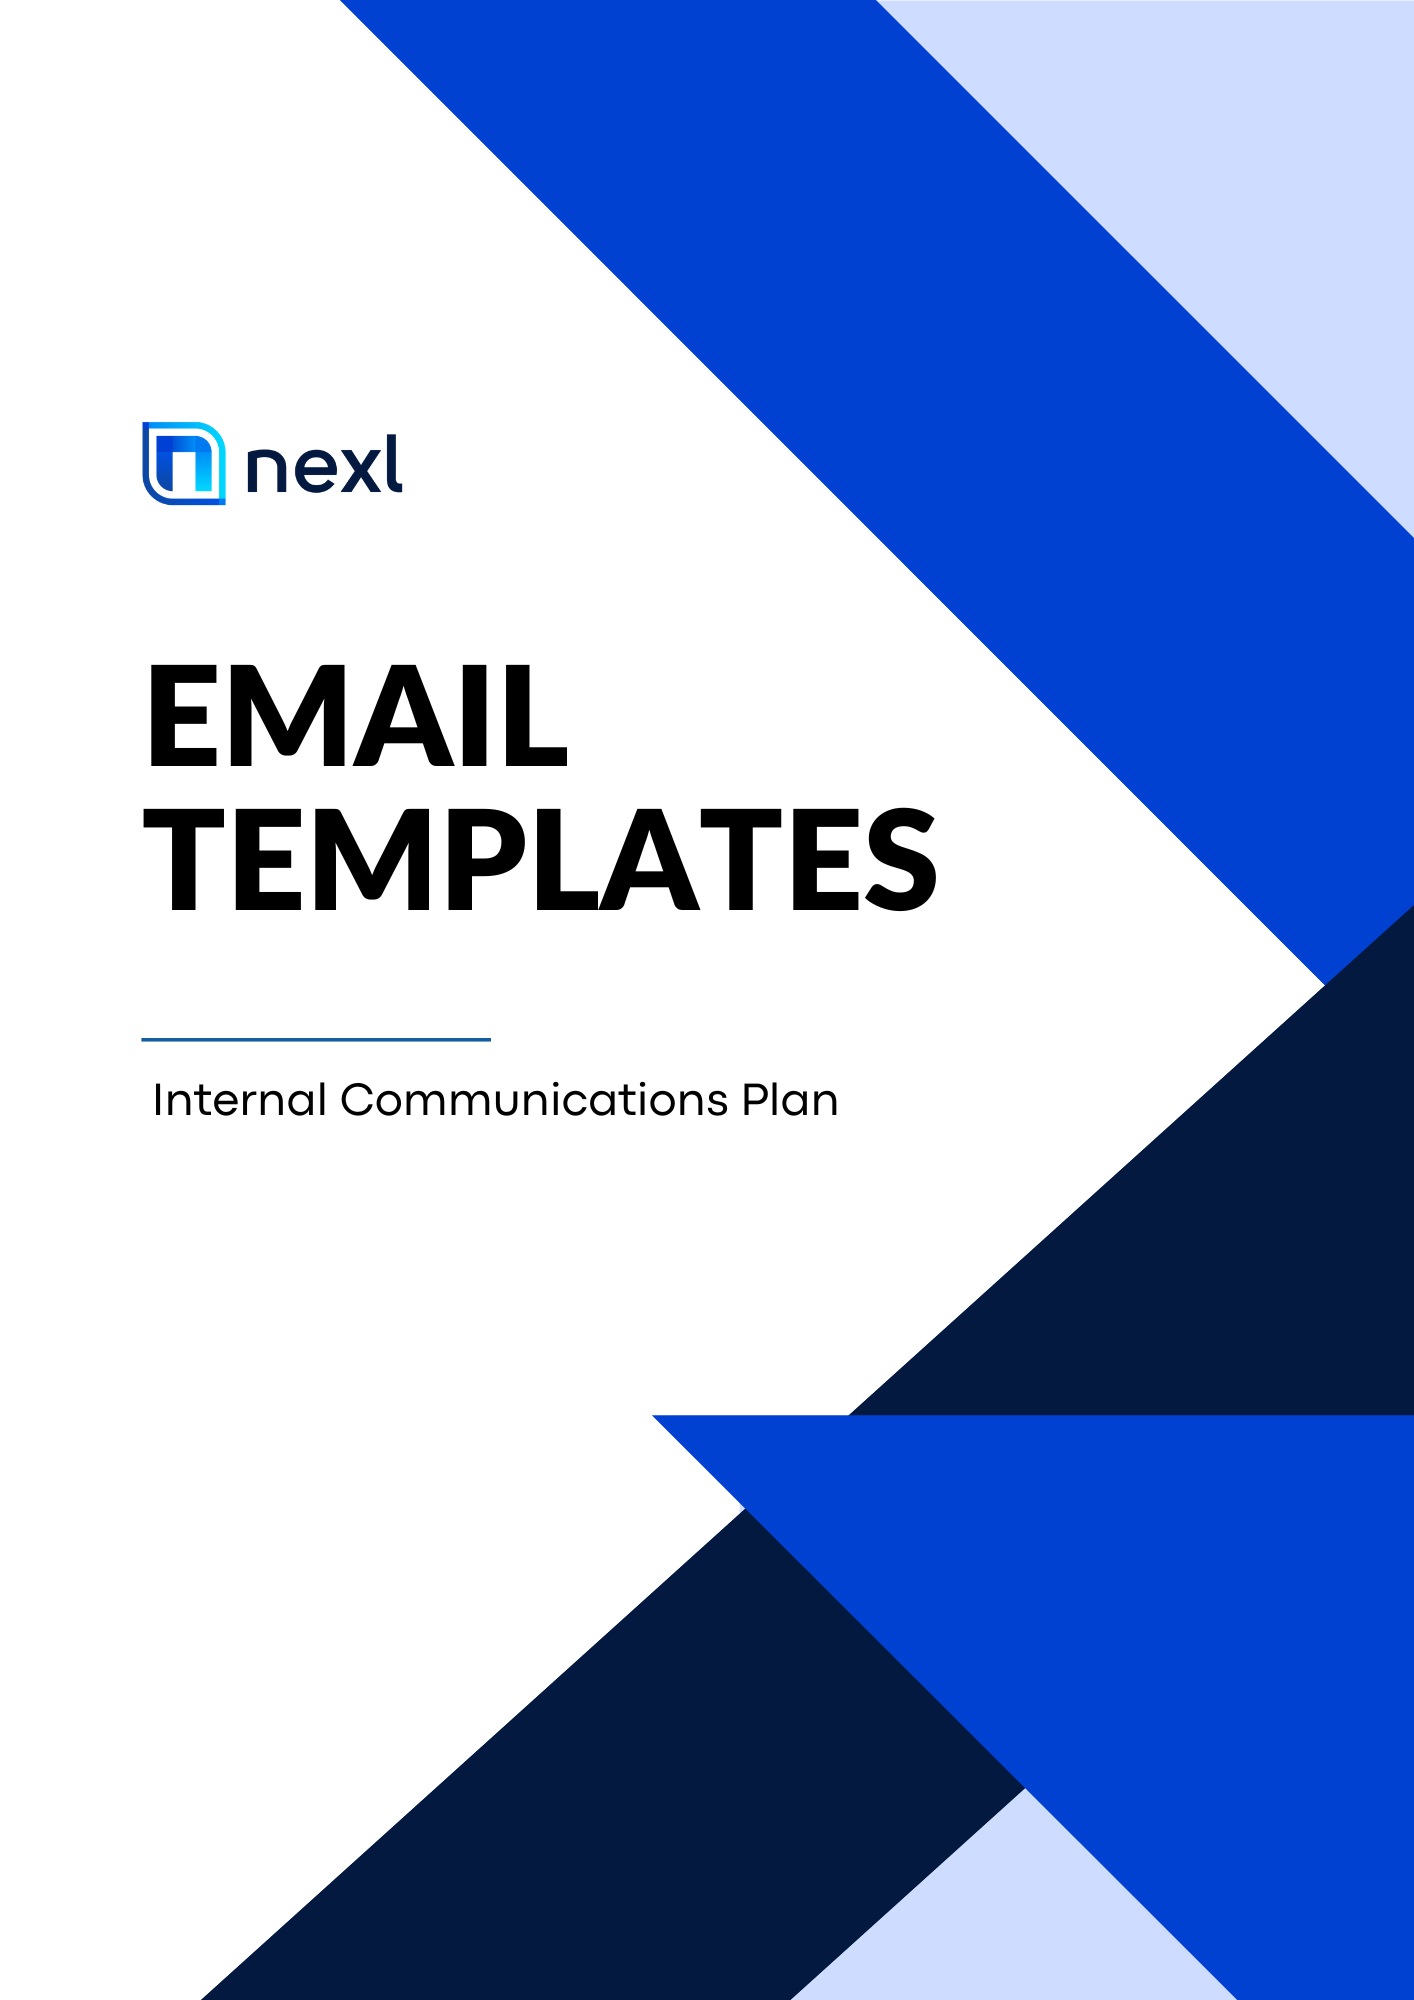 nexl
EMAIL
TEMPLATES
Internal Communications Plan